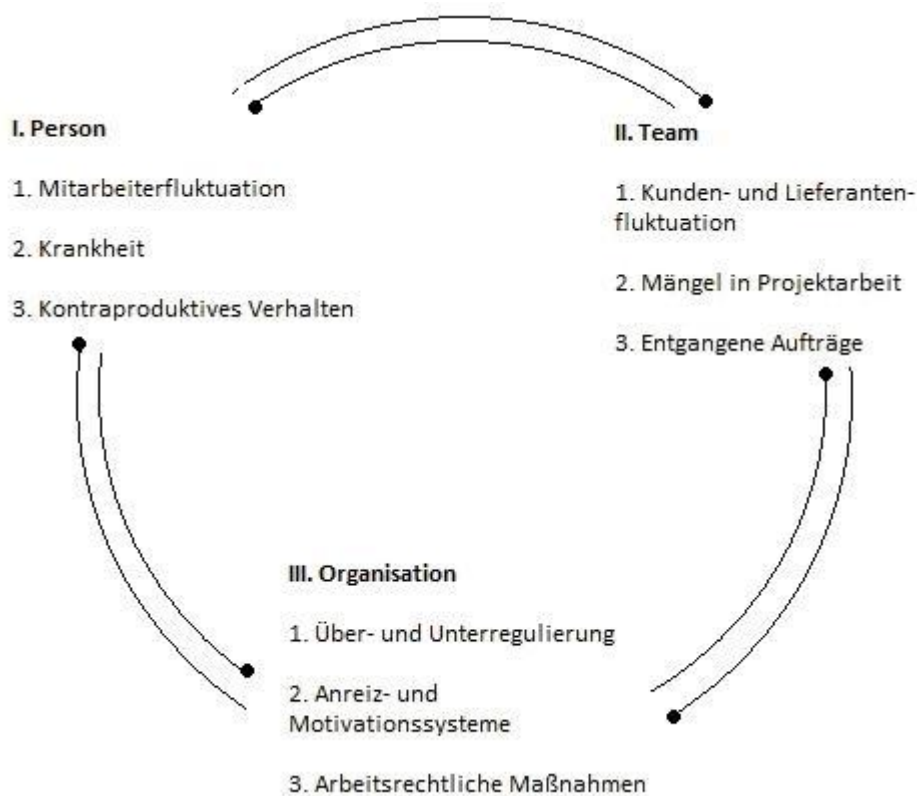 I. Person
1. Mitarbeiterfluktuation
2. Krankheit
3. Kontraproduktives Verhalten
II. Team
1. Kunden- und Lieferanten-
fluktuation
2. Mängel in Projektarbeit
3. Entgangene Aufträge
III. Organisation
1. Über- und Unterregulierung
2. Anreiz- und
Motivationssysteme
3. Arbeitsrechtliche Maßnahmen